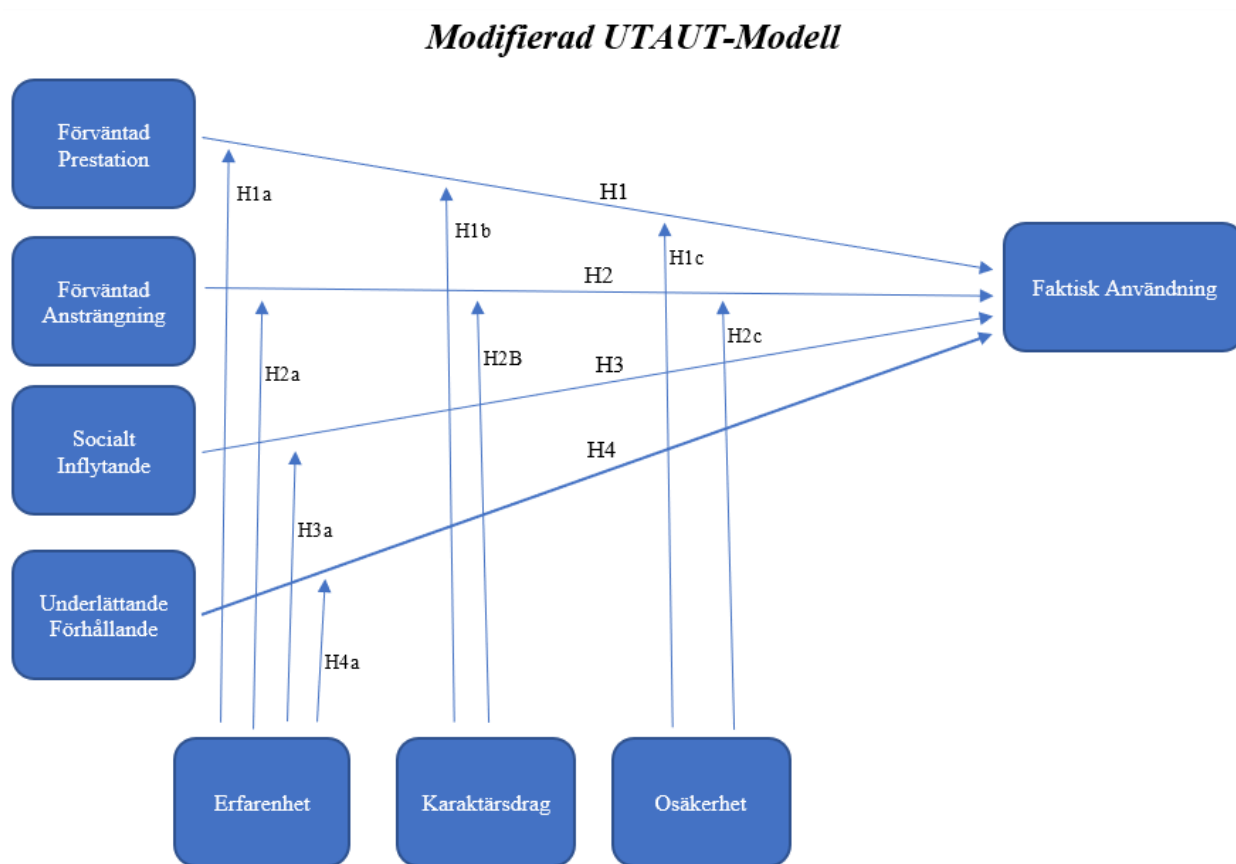 Modifierad UTAUT-Modell
Förväntad
Prestation
H1a
H1b
H1
H1c
Faktisk Användning
Förväntad
Ansträngning
H2
H2a
H2B
H2c
Socialt
Inflytande
H3
H3a
H4
Underlättande
Förhållande
H4a
Erfarenhet
Karaktärsdrag
Osäkerhet